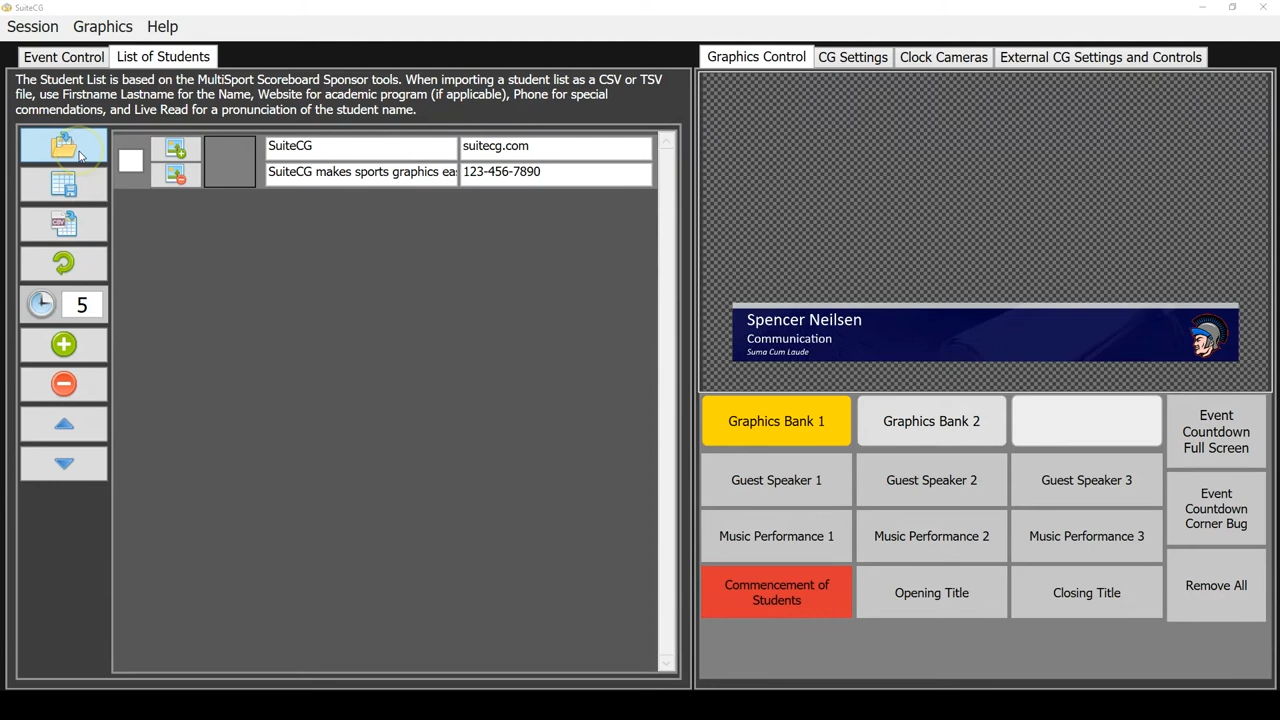 SuiteCG
Session Graphics Help
Event Control List of Students
The Student List is based on the MultiSport Scoreboard Sponsor tools. When importing a student list as a CSV or TSV
file, use Firstname Lastname for the Name, Website for academic program (if applicable), Phone for special
commendations, and Live Read for a pronunciation of the student name.
SuiteCG suitecg.com
SuiteCG makes sports graphics ea 123-456-7890
CSV
5
Graphics Control CG Settings Clock Cameras External CG Settings and Controls
Spencer Neilsen
Communication
Suma Cum Laude
Graphics Bank 1 Graphics Bank 2
Event
Countdown
Full Screen
Guest Speaker 1 Guest Speaker 2 Guest Speaker 3
Event
Countdown
Corner Bug
Music Performance 1 Music Performance 2 Music Performance 3
Commencement of
Students
Opening Title Closing Title
Remove All